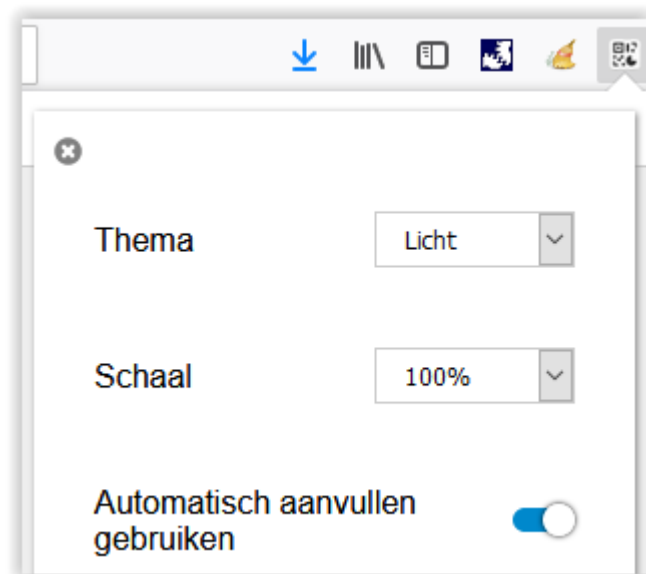 Thema
Licht
Schaal
100%
Automatisch aanvullen
gebruiken